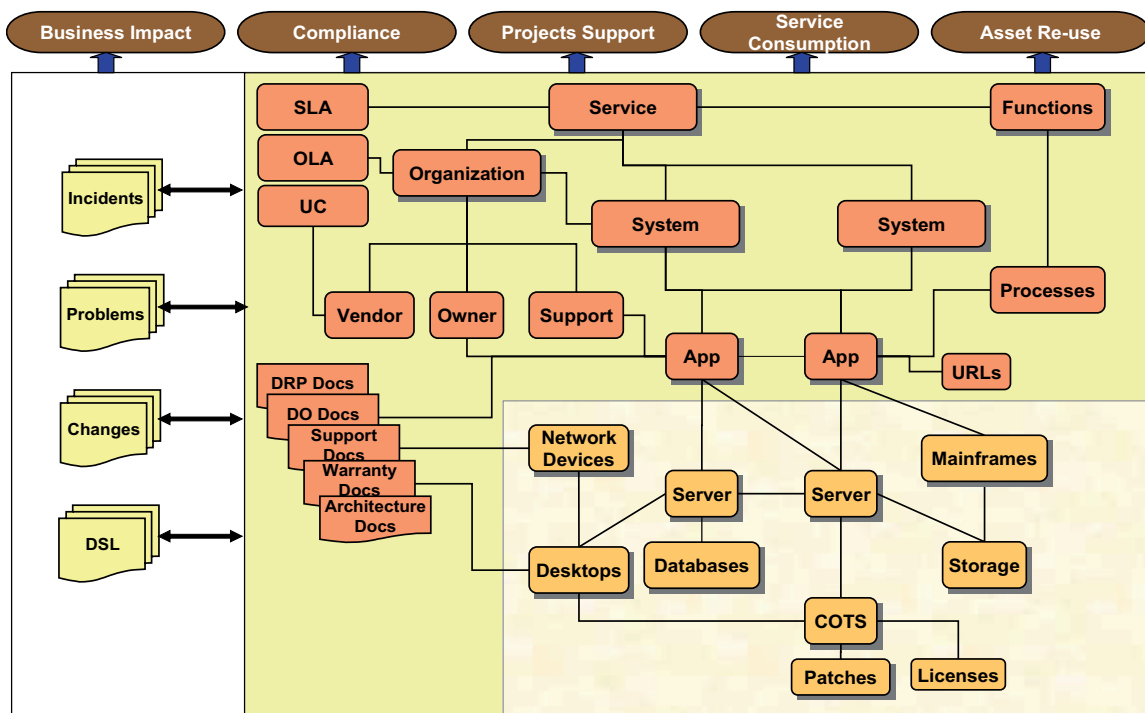 Business Impact
Compliance
Projects Support
Service
Consumption
Asset Re-use
SLA
Service
Functions
OLA
Organization
Incidents
UC
System
System
Problems
Vendor
Owner
Support
Processes
App
App
URLs
DRP Docs
DO Docs
Changes
Support
Docs
Network
Devices
Mainframes
Warranty
Docs
Server
Server
Architecture
Docs
DSL
Desktops
Databases
Storage
COTS
Patches
Licenses